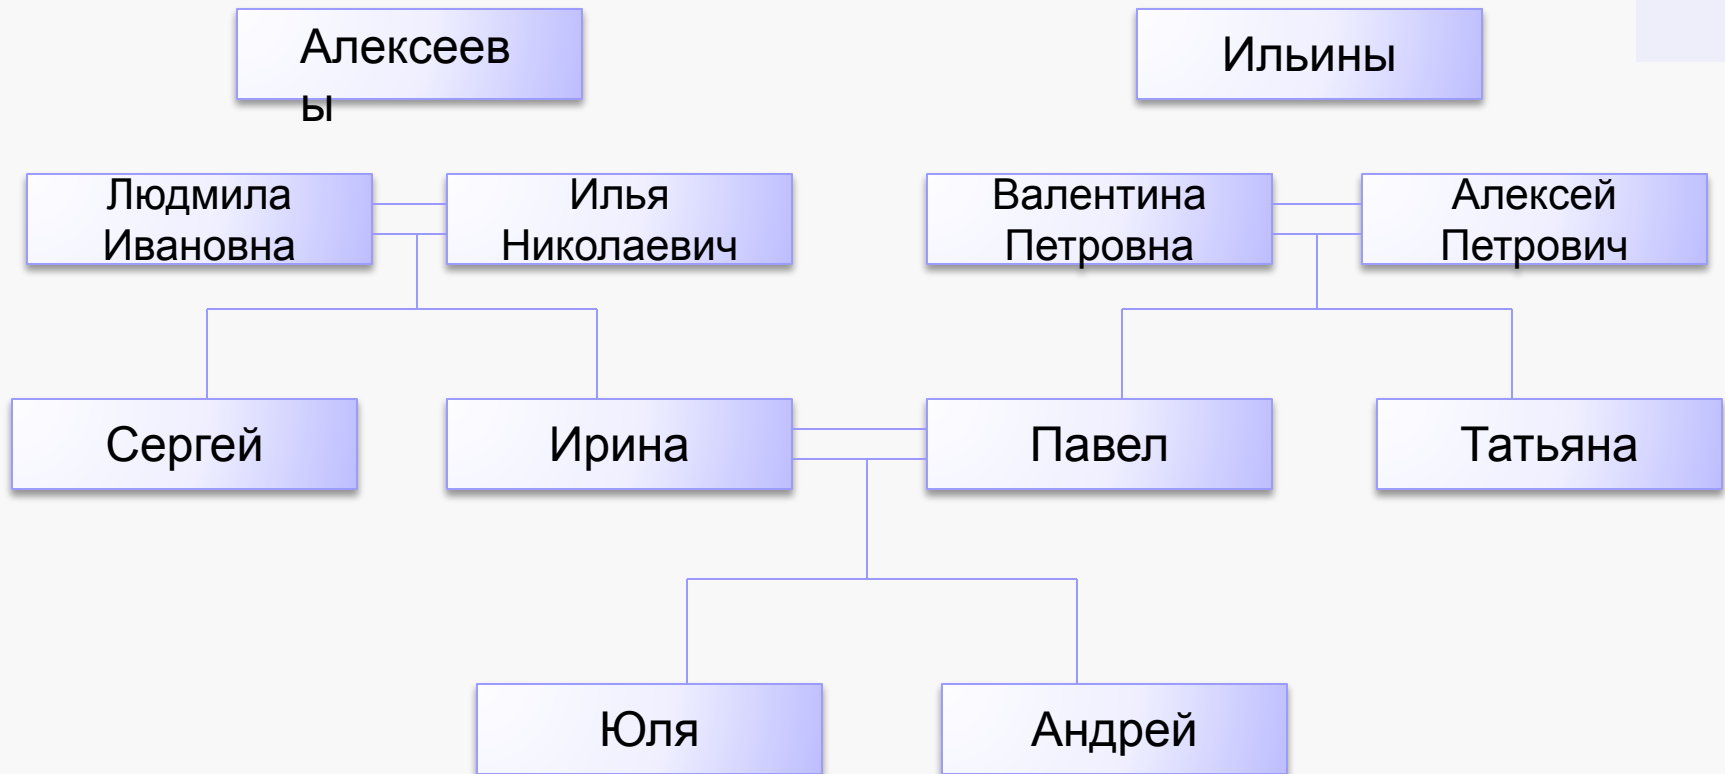 Алексеев
ы
Ильины
Людмила
Ивановна
Илья
Николаевич
Валентина
Петровна
Алексей
Петрович
Сергей
Ирина
Павел
Татьяна
Юля
Андрей